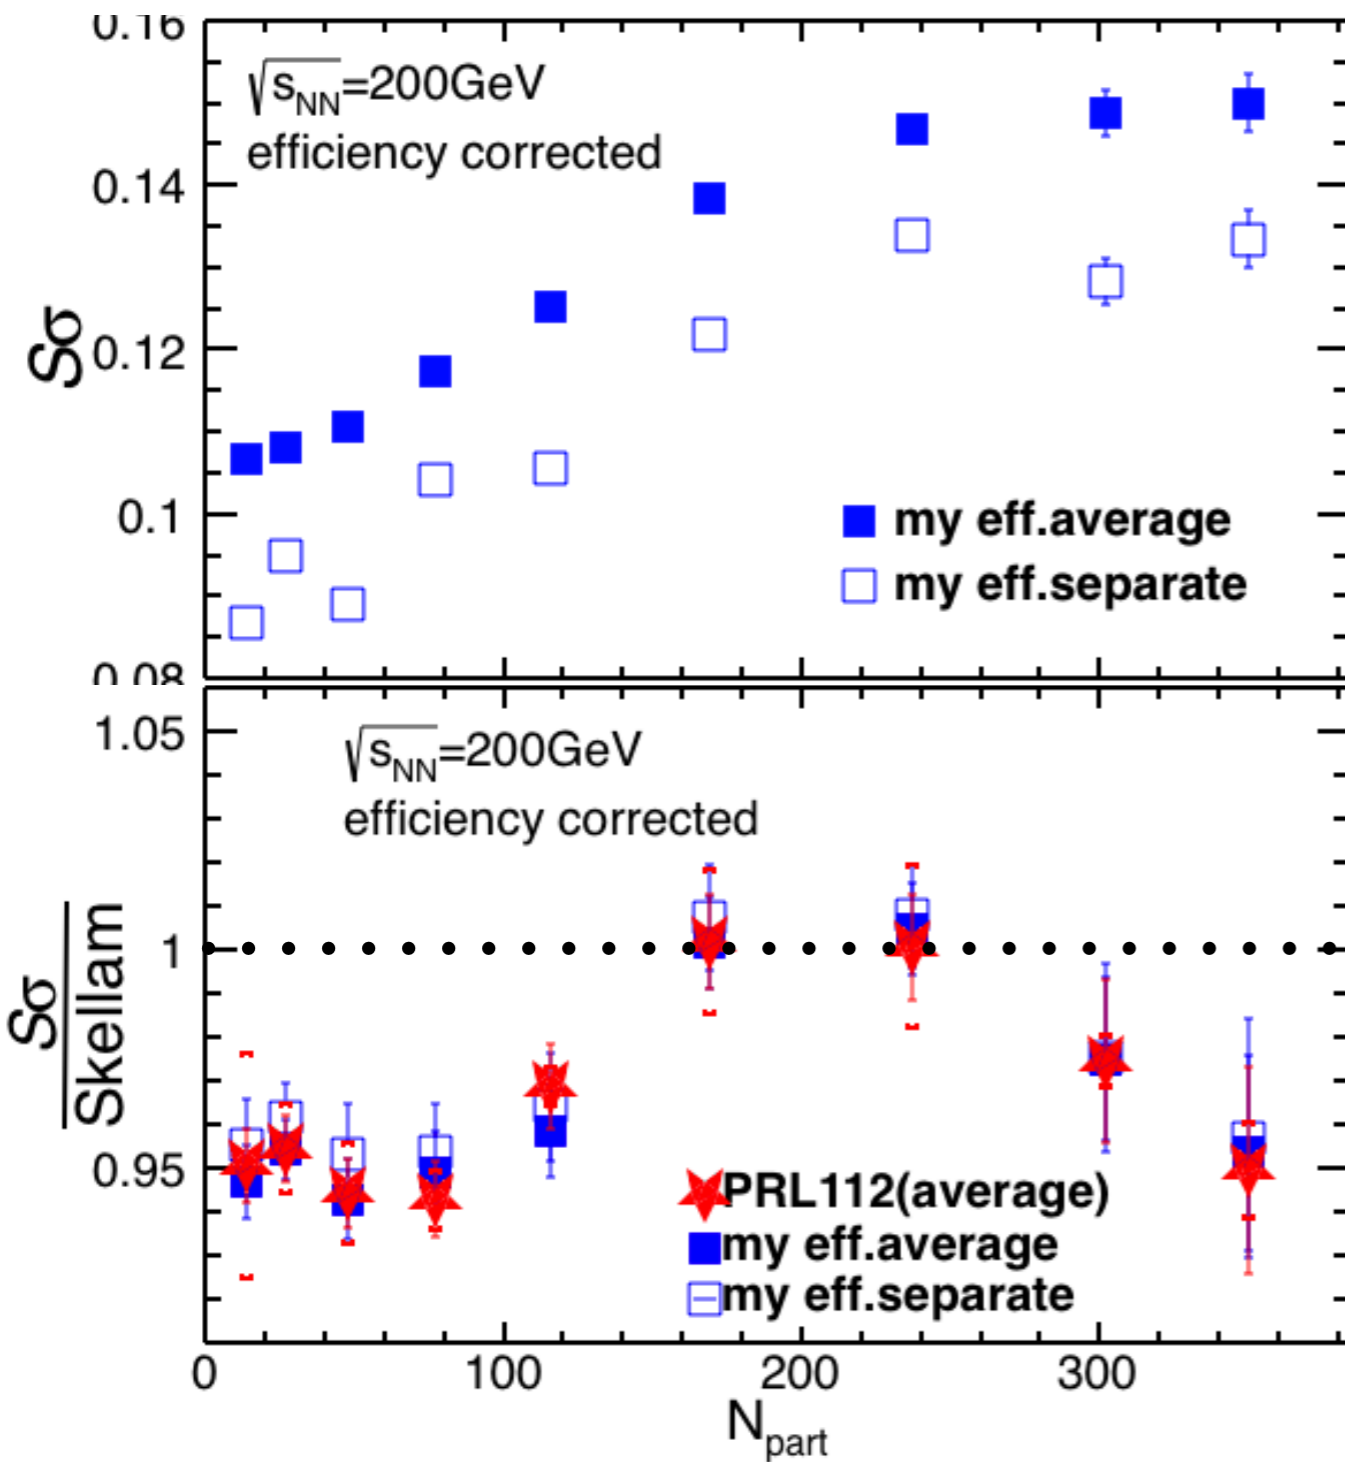 0.16
√sNN=200GeV
efficiency corrected
0.14
Sσ
0.12
0.1
my eff.average
my eff.separate
0.08
1.05
√sNN=200GeV
efficiency corrected
Sσ
Skellam
1
0.95
PRL112(average)
my eff.average
my eff.separate
0 100 200 300
Npart